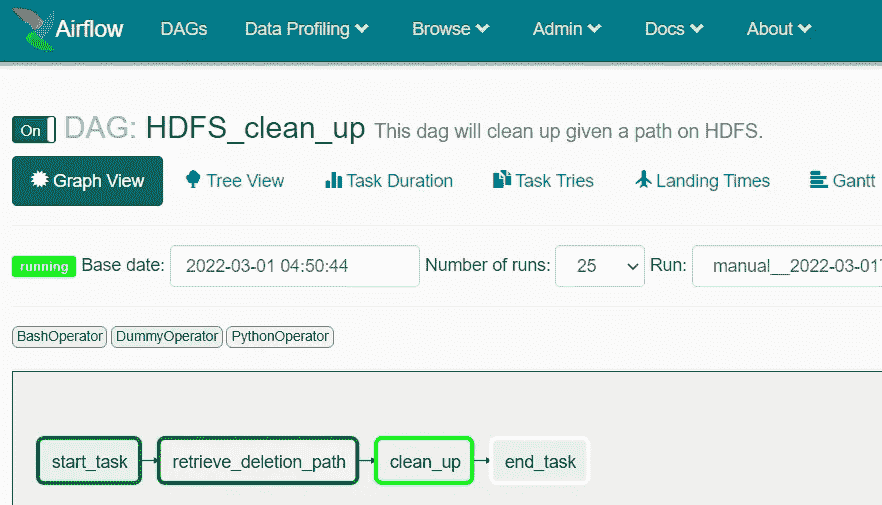 Airflow DAGs Data Profiling Browse Admin Docs About
On DAG: HDFS_clean_up This dag will clean up given a path on HDFS.
Graph View Tree View Task Duration Task Tries Landing Times Gantt
running Base date: 2022-03-01 04:50:44 Number of runs: 25 Run: manual__2022-03-01
BashOperator DummyOperator PythonOperator
start_task retrieve_deletion_path clean_up end_task